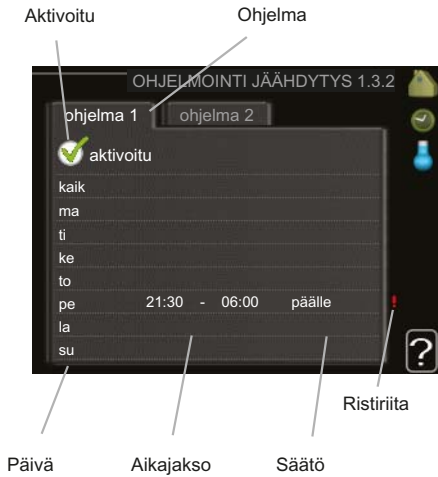 Aktivoitu Ohjelma
OHJELMOINTI JÄÄHDYTYS 1.3.2
ohjelma 1 ohjelma 2
aktivoitu
kaik
ma
ti
ke
to
pe 21:30 - 06:00 päälle !
la
su
?
Ristiriita
Päivä Aikajakso Säätö